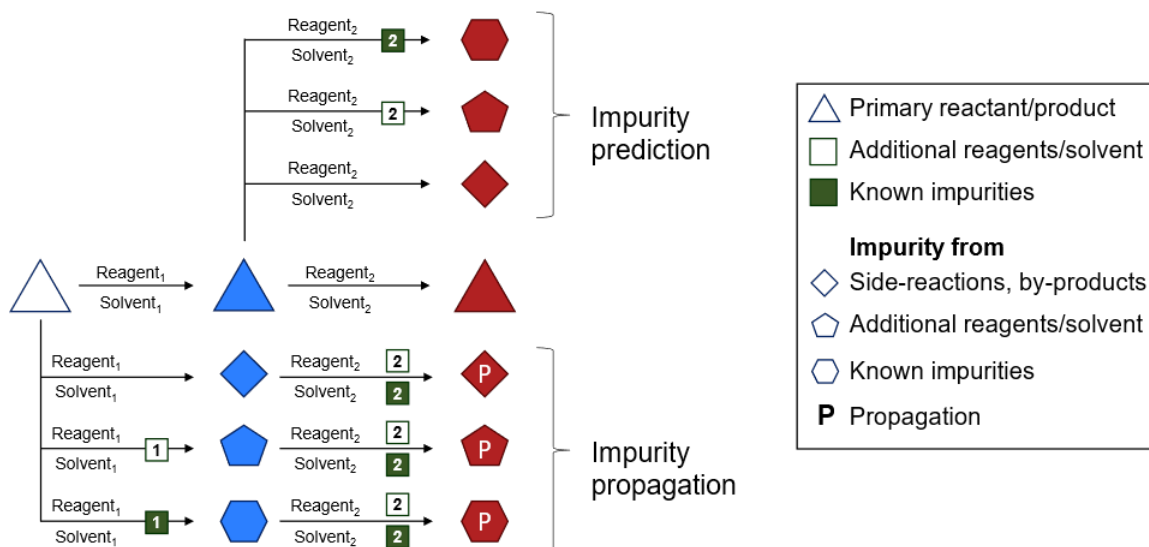 Reagent₂
Solvent₂ 2
Reagent₂
Solvent₂ 2
Reagent₂
Solvent₂
Impurity
prediction
Reagent₁
Solvent₁
Reagent₂
Solvent₂
Reagent₁
Solvent₁
Reagent₂ 2
Solvent₂ 2
P
Reagent₁
Solvent₁ 1
Reagent₂ 2
Solvent₂ 2
P
Reagent₁
Solvent₁ 1
Reagent₂ 2
Solvent₂ 2
P
Impurity
propagation
Primary reactant/product
Additional reagents/solvent
Known impurities
Impurity from
Side-reactions, by-products
Additional reagents/solvent
Known impurities
P Propagation